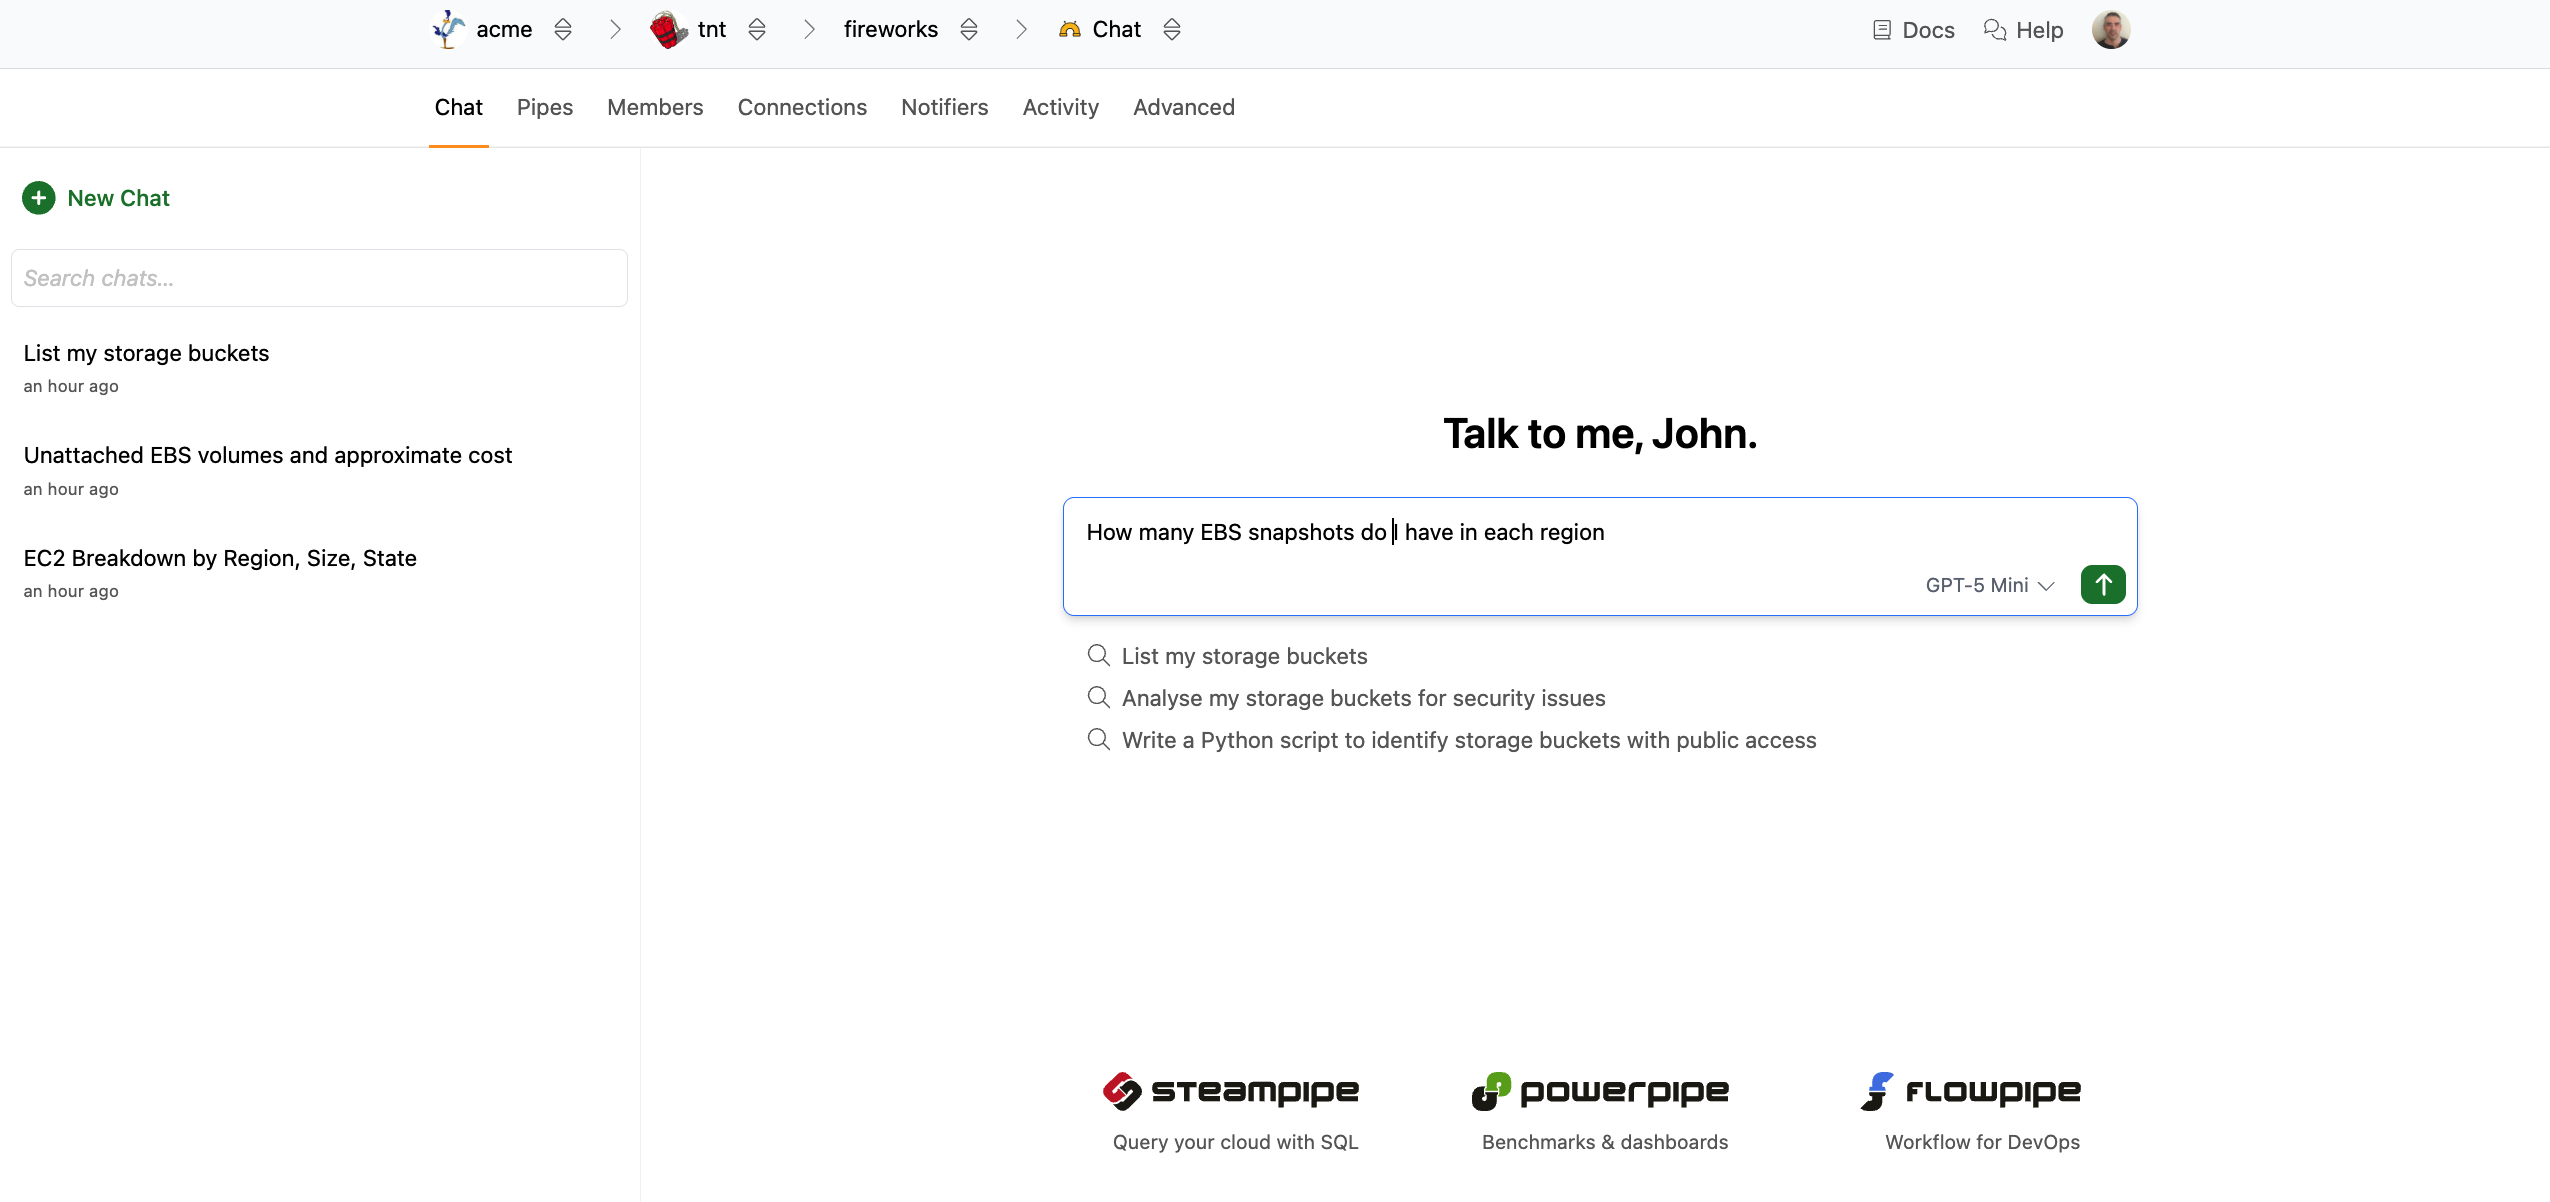 acme tnt fireworks Chat Docs Help
Chat Pipes Members Connections Notifiers Activity Advanced
New Chat
Search chats...
List my storage buckets
an hour ago
Unattached EBS volumes and approximate cost
an hour ago
EC2 Breakdown by Region, Size, State
an hour ago
Talk to me, John.
How many EBS snapshots do I have in each region
GPT-5 Mini
List my storage buckets
Analyse my storage buckets for security issues
Write a Python script to identify storage buckets with public access
steampipe
Query your cloud with SQL
powerpipe
Benchmarks & dashboards
flowpipe
Workflow for DevOps